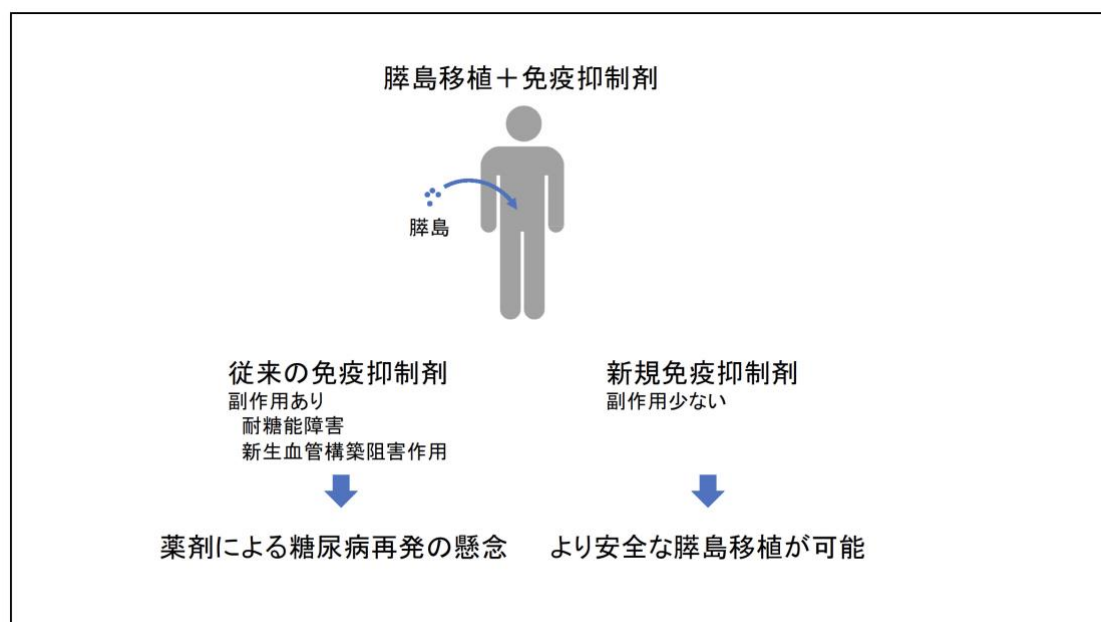 膵島移植＋免疫抑制剤
膵島
従来の免疫抑制剤
副作用あり
耐糖能障害
新生血管構築阻害作用
薬剤による糖尿病再発の懸念
新規免疫抑制剤
副作用少ない
より安全な膵島移植が可能